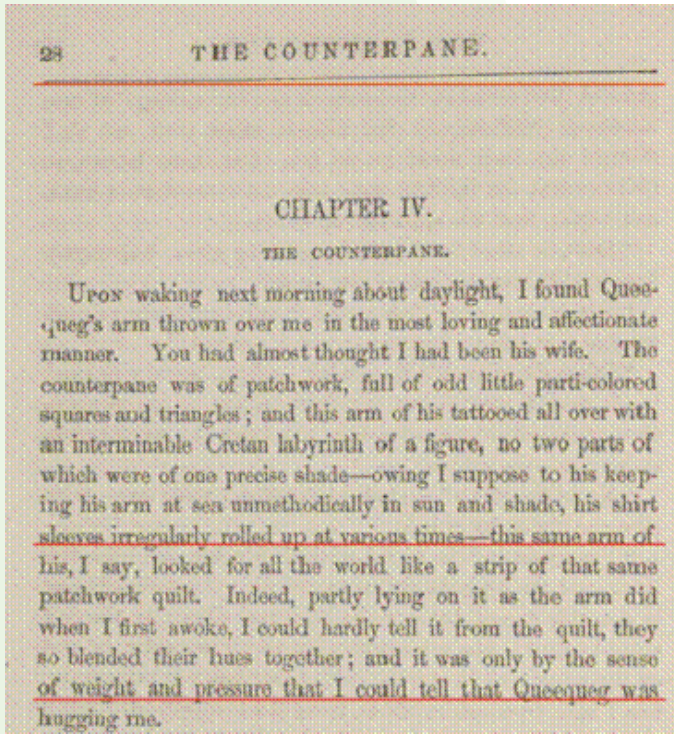 28 THE COUNTERPANE.
CHAPTER IV.
THE COUNTERPANE.
UPON waking next morning about daylight, I found Quee-
queg's arm thrown over me in the most loving and affectionate
manner. You had almost thought I had been his wife. The
counterpane was of patchwork, full of odd little parti-colored
squares and triangles; and this arm of his tattooed all over with
an interminable Cretan labyrinth of a figure, no two parts of
which were of one precise shade—owing I suppose to his keep-
ing his arm at sea unmethodically in sun and shade, his shirt
sleeves irregularly rolled up at various times—this same arm of
his, I say, looked for all the world like a strip of that same
patchwork quilt. Indeed, partly lying on it as the arm did
when I first awoke, I could hardly tell it from the quilt, they
so blended their hues together; and it was only by the sense
of weight and pressure that I could tell that Queequeg was
hugging me.